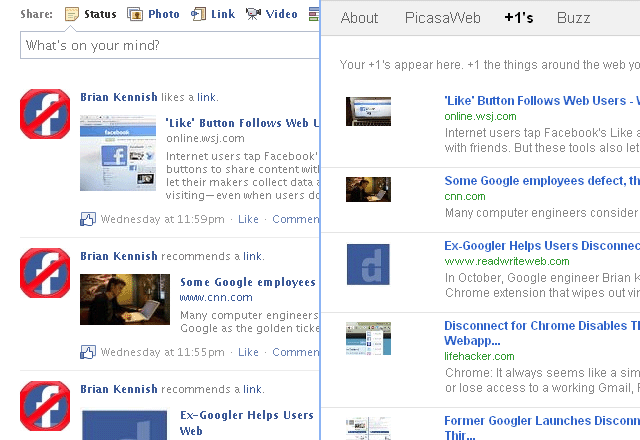 Share: Status Photo Link Video
What's on your mind?
Brian Kennish likes a link.
'Like' Button Follows Web U
online.wsj.com
Internet users tap Facebook'
buttons to share content with
let their makers collect data a
visiting—even when users do
Wednesday at 11:59pm · Like · Commen
Brian Kennish recommends a link.
Some Google employees
www.cnn.com
Many computer engineers
Google as the golden ticke
Wednesday at 11:55pm · Like · Commen
Brian Kennish recommends a link.
Ex-Googler Helps Users
Web
About PicasaWeb +1's Buzz
Your +1's appear here. +1 the things around the web yo
'Like' Button Follows Web Users - W
online.wsj.com
Internet users tap Facebook's Like a
with friends. But these tools also let
Some Google employees defect, th
cnn.com
Many computer engineers consider
Ex-Googler Helps Users Disconnec
www.readwriteweb.com
In October, Google engineer Brian K
Chrome extension that wipes out vir
Disconnect for Chrome Disables Th
Webapp...
lifehacker.com
Chrome: It always seems like a sim
or lose access to a working Gmail, F
Former Googler Launches Disconn
Thir...